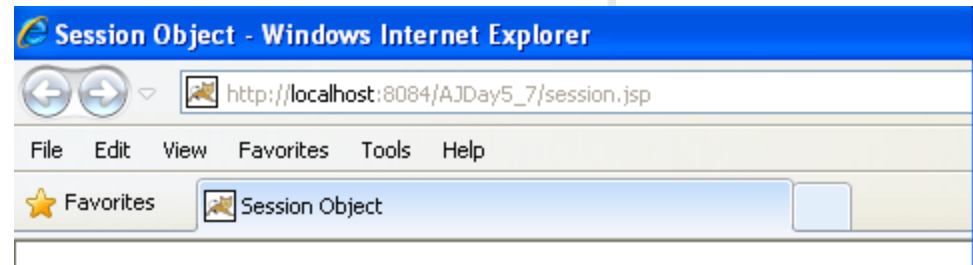 Session Object - Windows Internet Explorer
http://localhost:8084/AJDay5_7/session.jsp
File Edit View Favorites Tools Help
Favorites Session Object